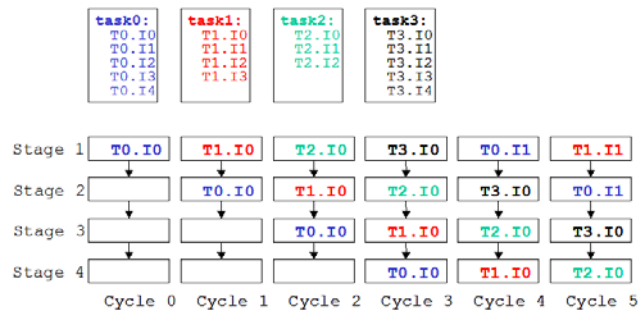 task0: task1: task2: task3:
T0.I0 T1.I0 T2.I0 T3.I0
T0.I1 T1.I1 T2.I1 T3.I1
T0.I2 T1.I2 T2.I2 T3.I2
T0.I3 T1.I3 T3.I3
T0.I4 T3.I4
Stage 1 T0.I0 T1.I0 T2.I0 T3.I0 T0.I1 T1.I1
Stage 2 T0.I0 T1.I0 T2.I0 T3.I0 T0.I1
Stage 3 T0.I0 T1.I0 T2.I0 T3.I0
Stage 4 T0.I0 T1.I0 T2.I0
Cycle 0 Cycle 1 Cycle 2 Cycle 3 Cycle 4 Cycle 5